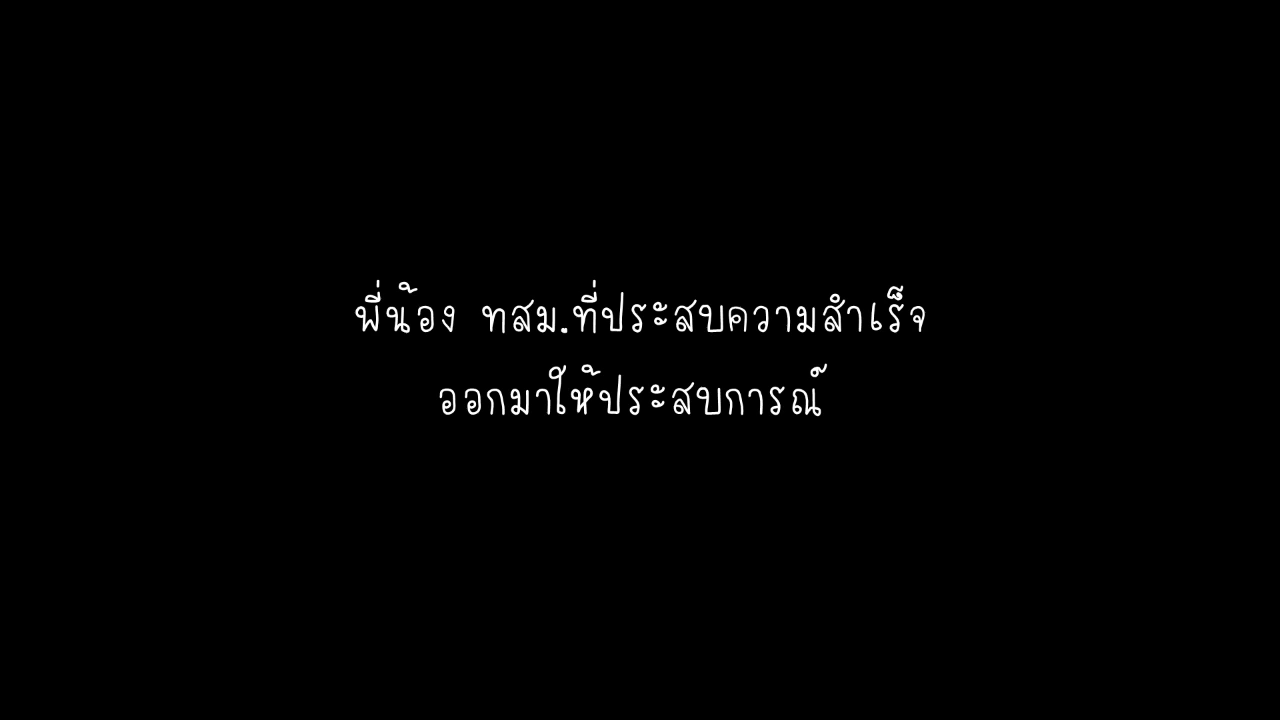 พี่น้อง ทสม.ที่ประสบความสำเร็จ
ออกมาให้ประสบการณ์